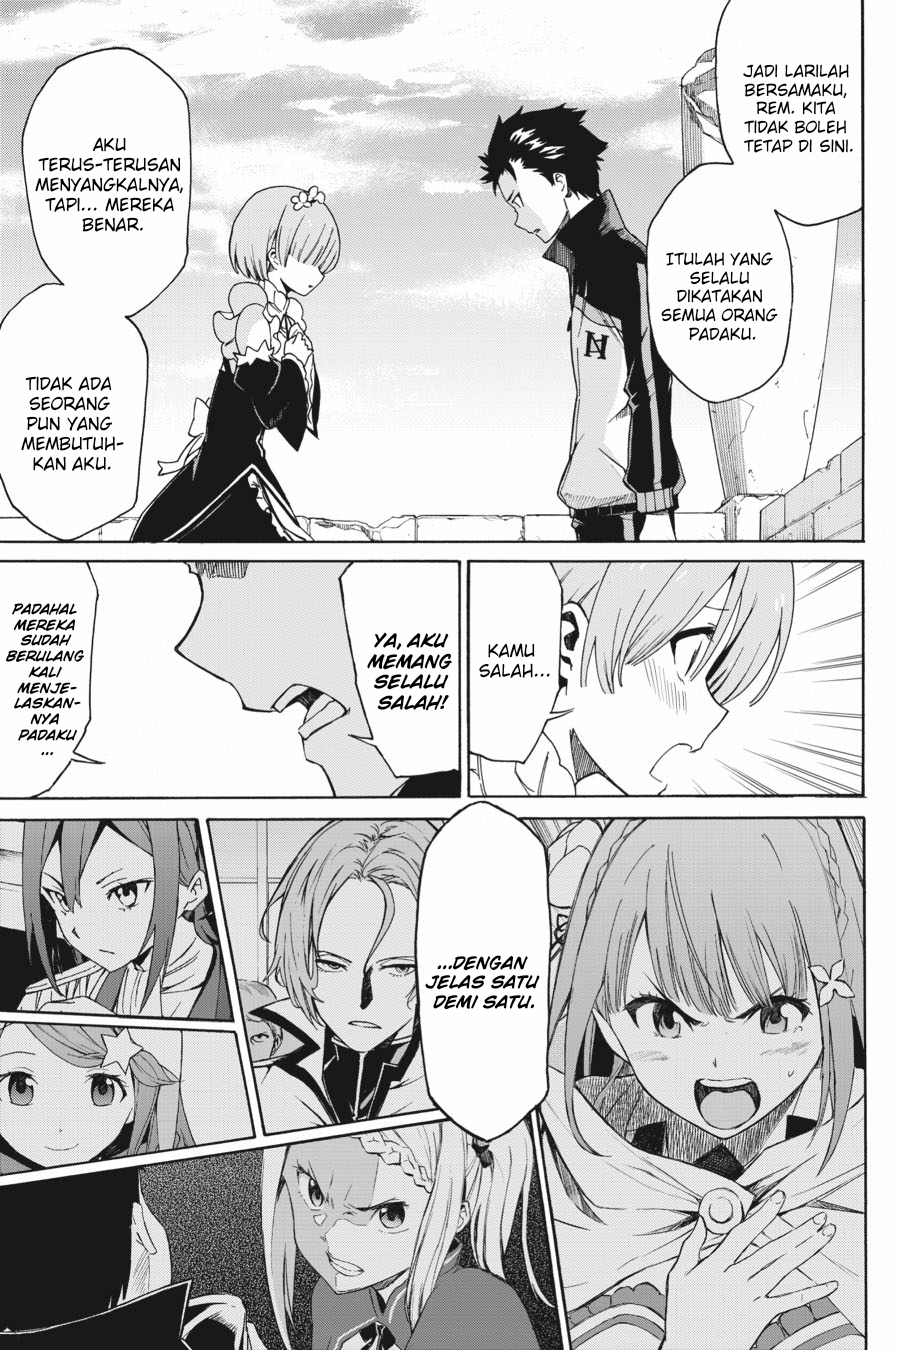 JADI LARILAH
BERSAMAKU,
REM. KITA
TIDAK BOLEH
TETAP DI SINI.
ITULAH YANG
SELALU
DIKATAKAN
SEMUA ORANG
PADAKU.
AKU
TERUS-TERUSAN
MENYANGKALNYA,
TAPI... MEREKA
BENAR.
TIDAK ADA
SEORANG
PUN YANG
MEMBUTUH-
KAN AKU.
KAMU
SALAH...
YA, AKU
MEMANG
SELALU
SALAH!
PADAHAL
MEREKA
SUDAH
BERULANG
KALI
MENJE-
LASKAN-
NYA
PADAKU
...
...DENGAN
JELAS SATU
DEMI SATU.